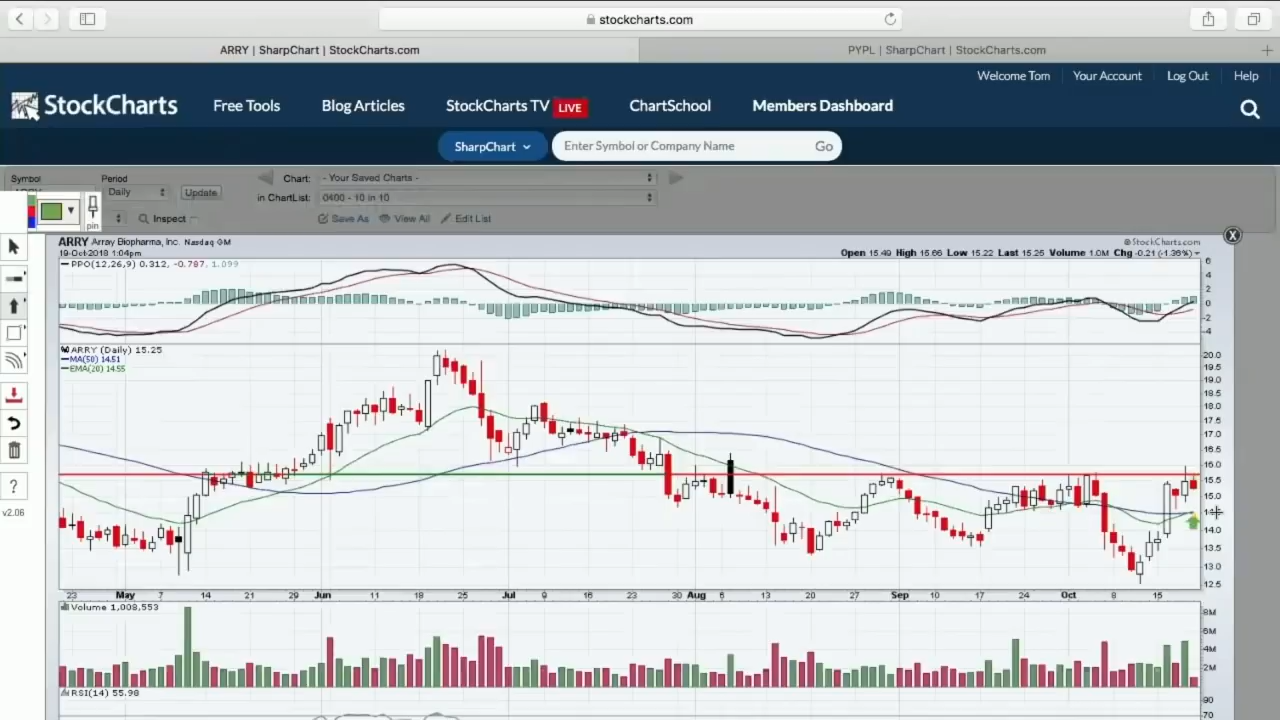 stockcharts.com
ARRY | SharpChart | StockCharts.com
PYPL | SharpChart | StockCharts.com
Welcome Tom
Your Account
Log Out
Help
StockCharts
Free Tools
Blog Articles
StockCharts TV LIVE
ChartSchool
Members Dashboard
SharpChart
Enter Symbol or Company Name
Go
Symbol
Period
Chart:
- Your Saved Charts -
Daily
Update
in ChartList:
0400 - 10 in 10
Inspect
Save As
View All
Edit List
pin
X
ARRY Array Biopharma, Inc. Nasdaq GM
© StockCharts.com
19-Oct-2018 1:04pm
Open 15.49 High 15.66 Low 15.22 Last 15.25 Volume 1.0M Chg -0.21 (-1.36%)
PPO(12,26,9) 0.312, -0.787, 1.099
6
4
2
0
-2
-4
ARRY (Daily) 15.25
MA(50) 14.51
EMA(20) 14.55
20.0
19.5
19.0
18.5
18.0
17.5
17.0
16.5
16.0
15.5
15.0
14.0
13.5
13.0
12.5
?
v2.06
23 May 7 14 21 29 Jun 11 18 25 Jul 9 16 23 30 Aug 6 13 20 27 Sep 10 17 24 Oct 8 15
Volume 1,008,553
8M
6M
4M
2M
RSI(14) 55.98
90
70